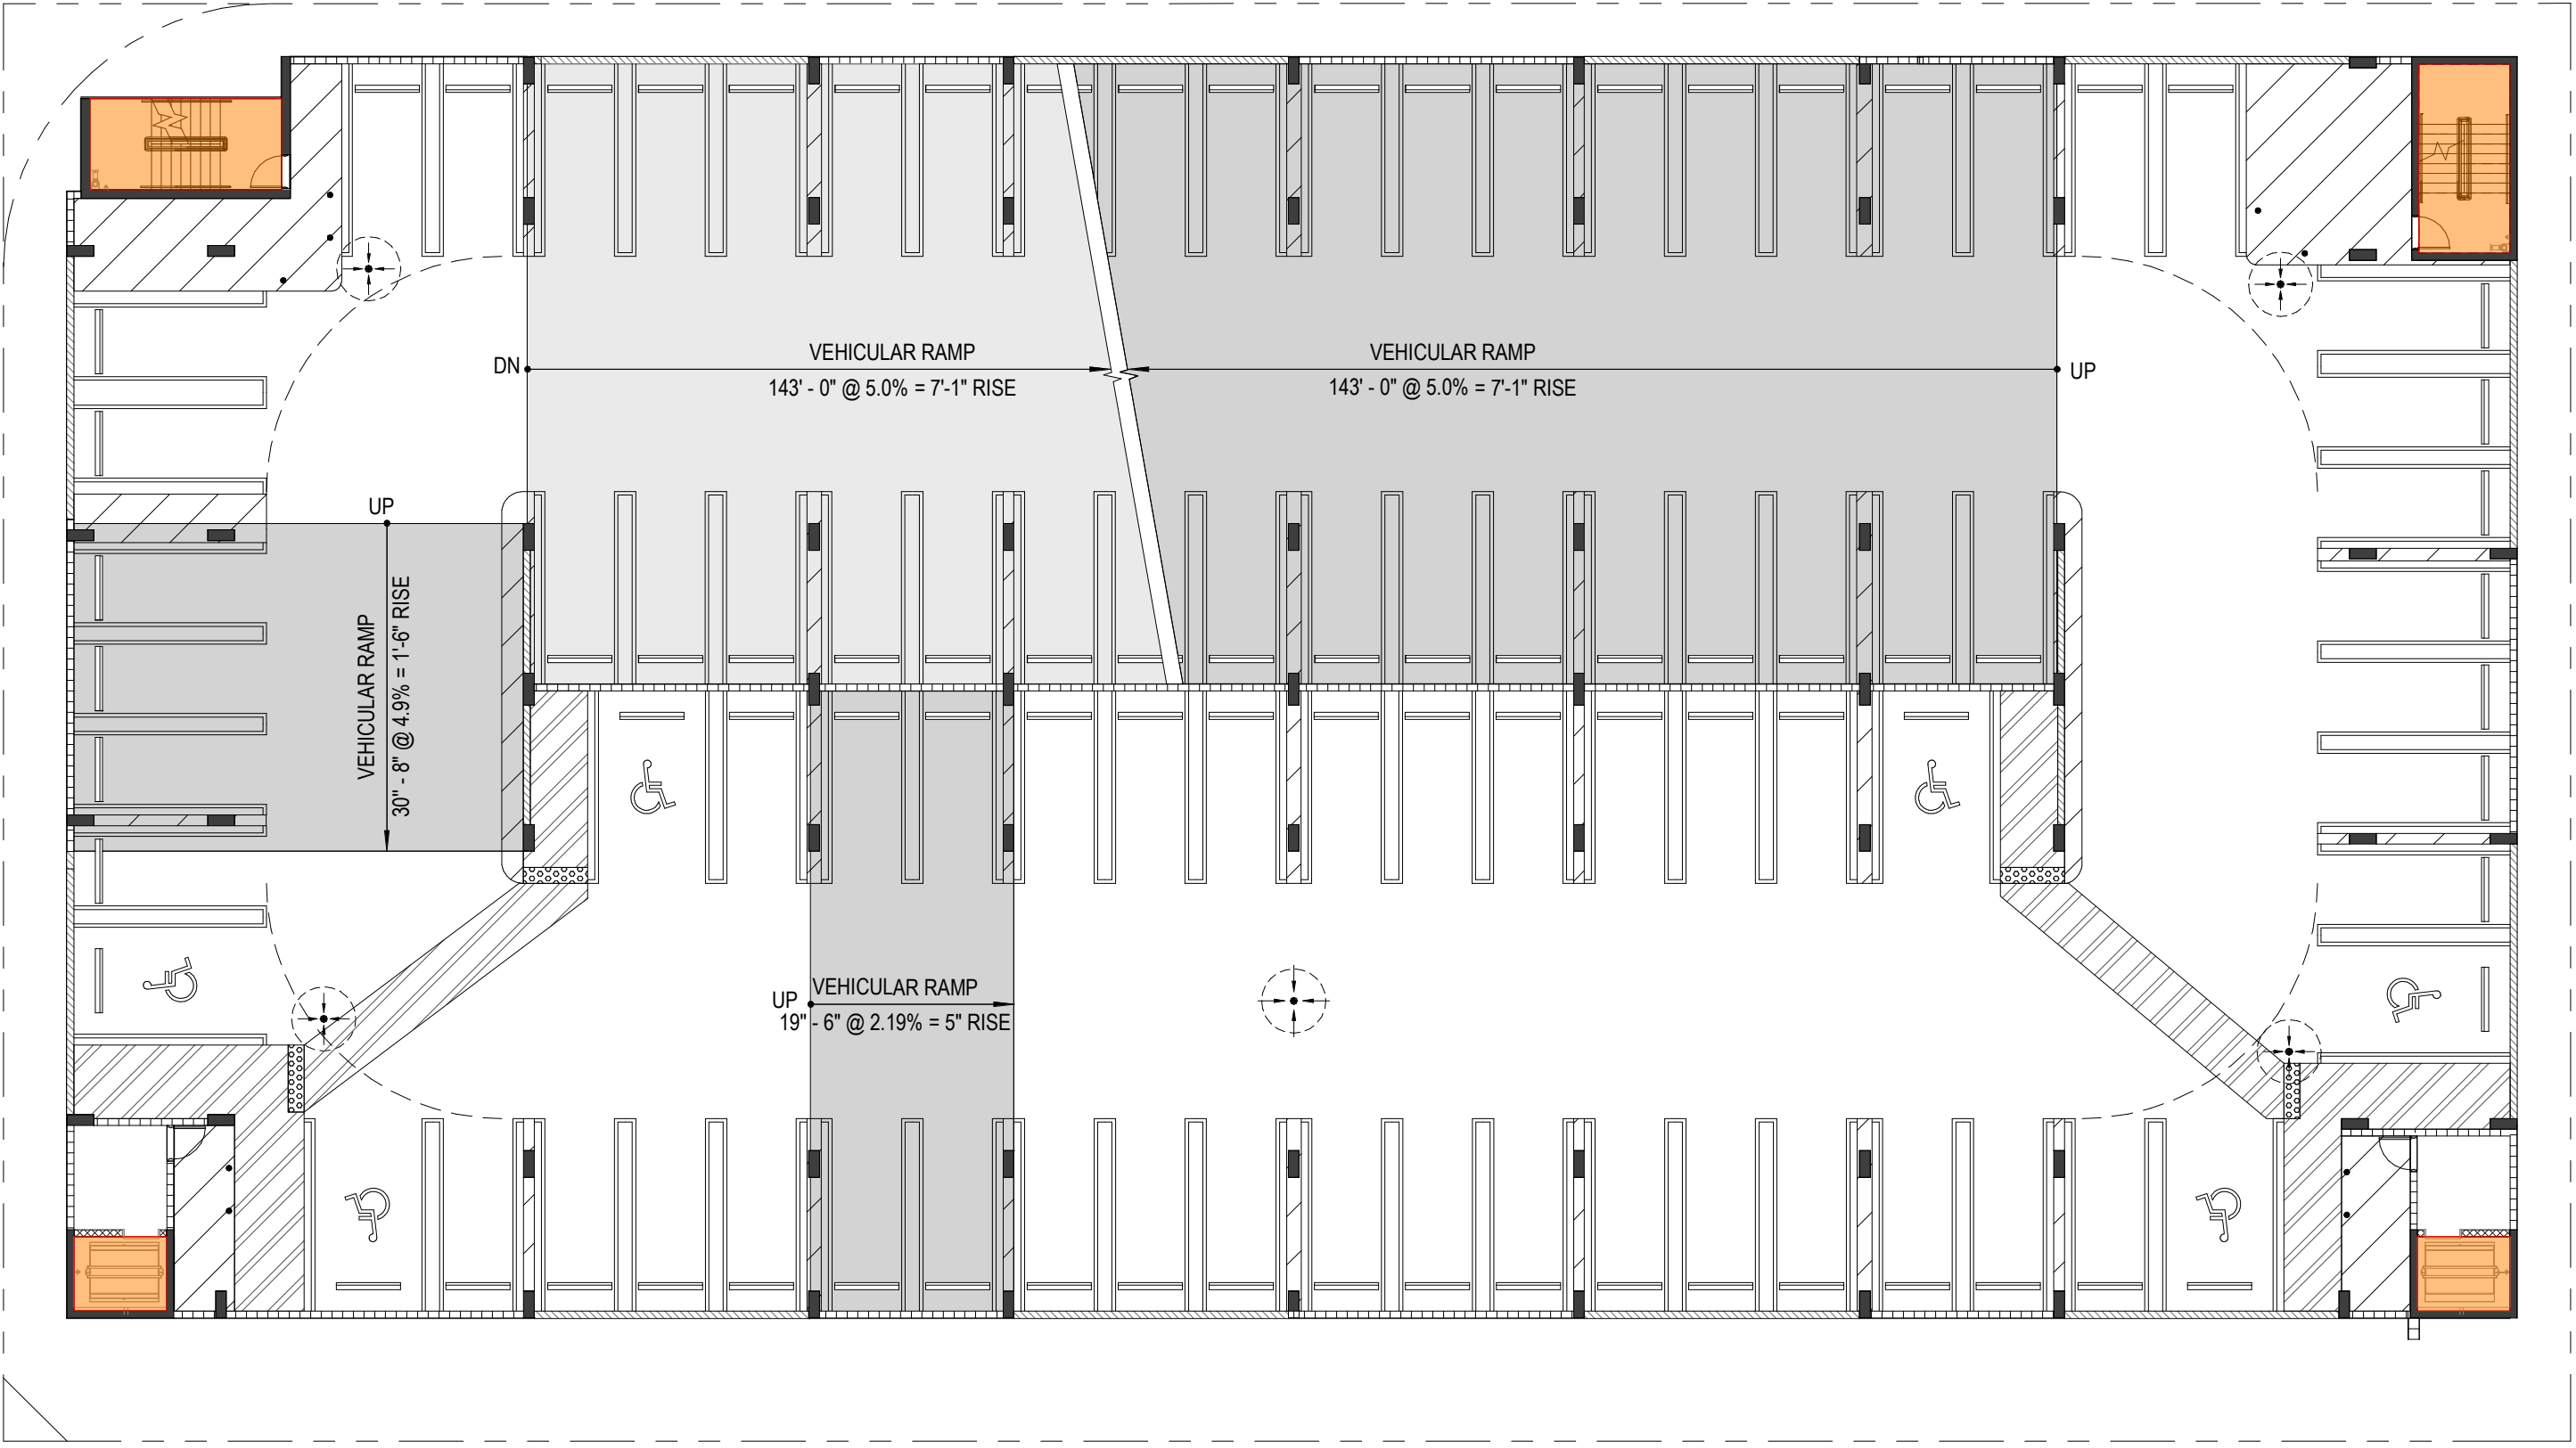 VEHICULAR RAMP
143' - 0" @ 5.0% = 7'-1" RISE
DN
VEHICULAR RAMP
143' - 0" @ 5.0% = 7'-1" RISE
UP
UP
VEHICULAR RAMP
30" - 8" @ 4.9% = 1'-6" RISE
UP
VEHICULAR RAMP
19" - 6" @ 2.19% = 5" RISE